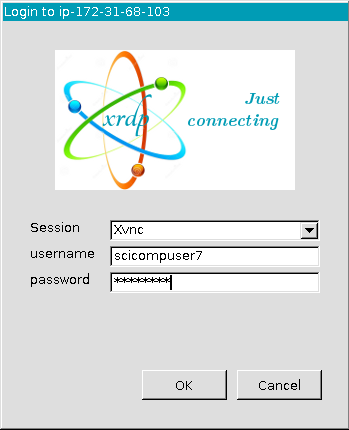 Login to ip-172-31-68-103
xrdp
Just
connecting
Session
Xvnc
username
scicompuser7
password
********
OK
Cancel